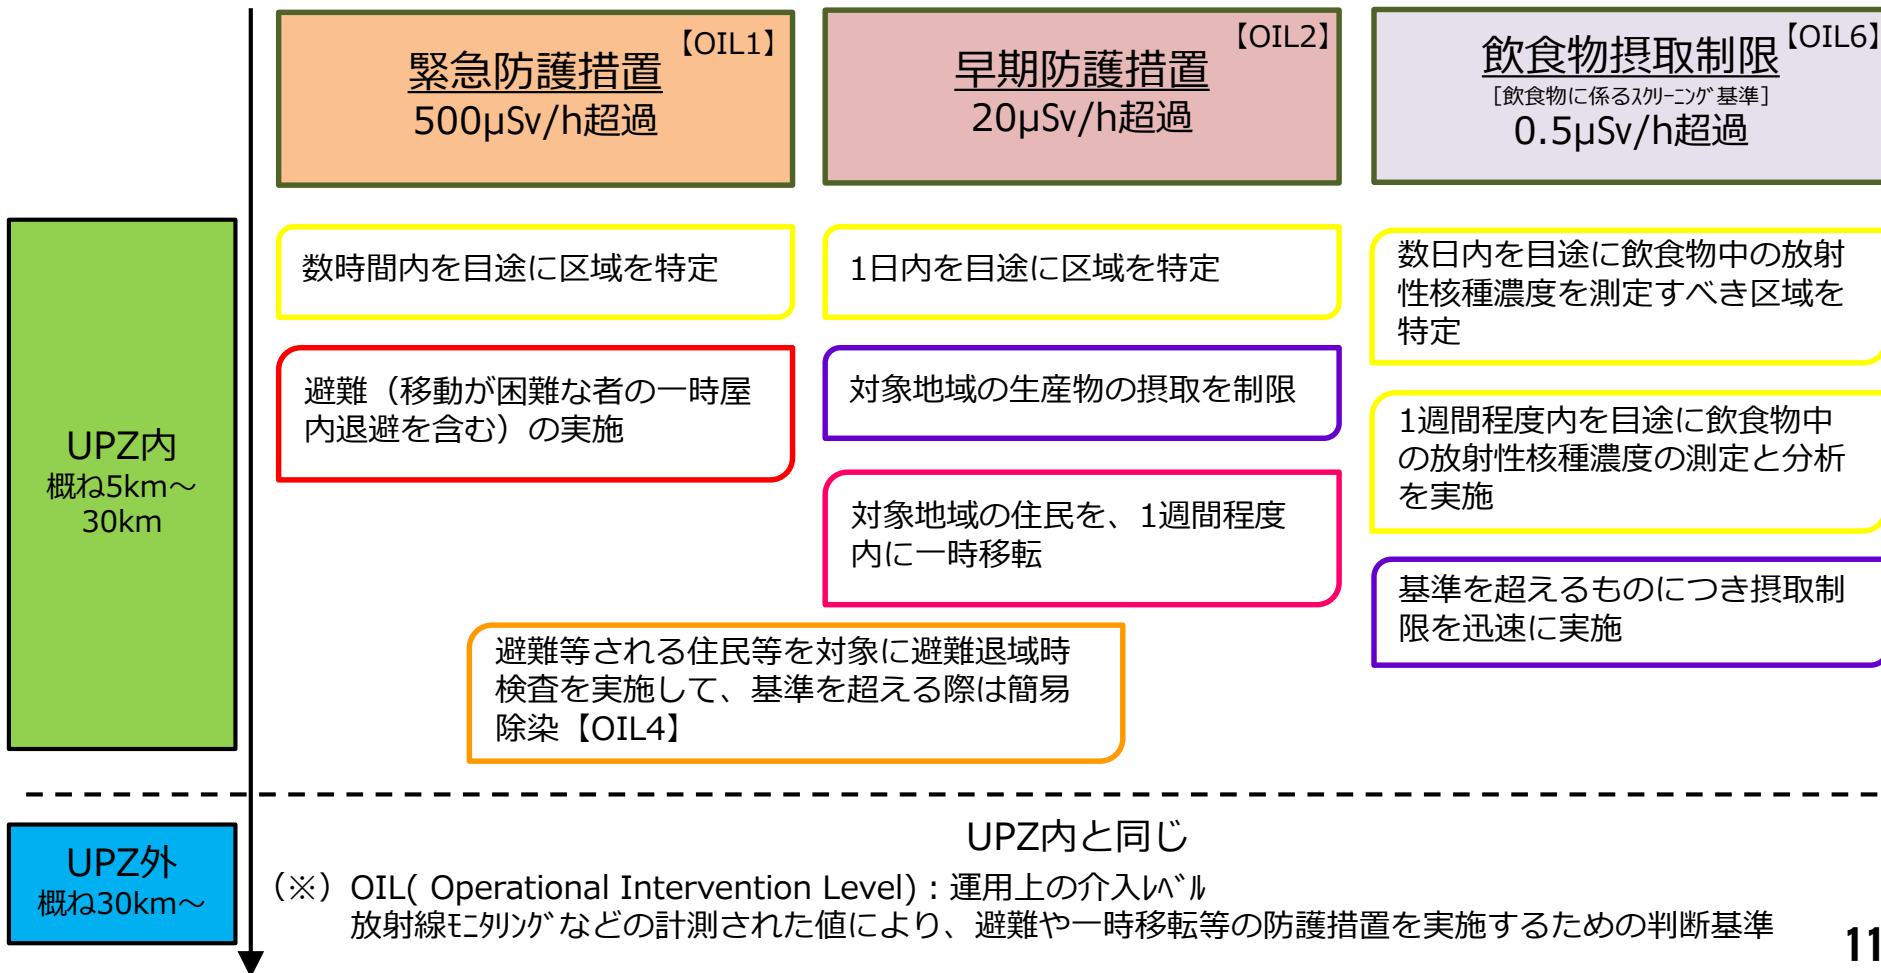 緊急防護措置
【OIL1】
500μSv/h超過
早期防護措置
【OIL2】
20μSv/h超過
飲食物摂取制限
【OIL6】
[飲食物に係るｽｸﾘｰﾆﾝｸﾞ基準]
0.5μSv/h超過
UPZ内
概ね5km～
30km
数時間内を目途に区域を特定
避難（移動が困難な者の一時屋
内退避を含む）の実施
1日内を目途に区域を特定
対象地域の生産物の摂取を制限
対象地域の住民を、1週間程度
内に一時移転
避難等される住民等を対象に避難退域時
検査を実施して、基準を超える際は簡易
除染【OIL4】
数日内を目途に飲食物中の放射
性核種濃度を測定すべき区域を
特定
1週間程度内を目途に飲食物中
の放射性核種濃度の測定と分析
を実施
基準を超えるものにつき摂取制
限を迅速に実施
UPZ外
概ね30km～
UPZ内と同じ
（※）OIL( Operational Intervention Level)：運用上の介入ﾚﾍﾞﾙ
放射線ﾓﾆﾀﾘﾝｸﾞなどの計測された値により、避難や一時移転等の防護措置を実施するための判断基準
11